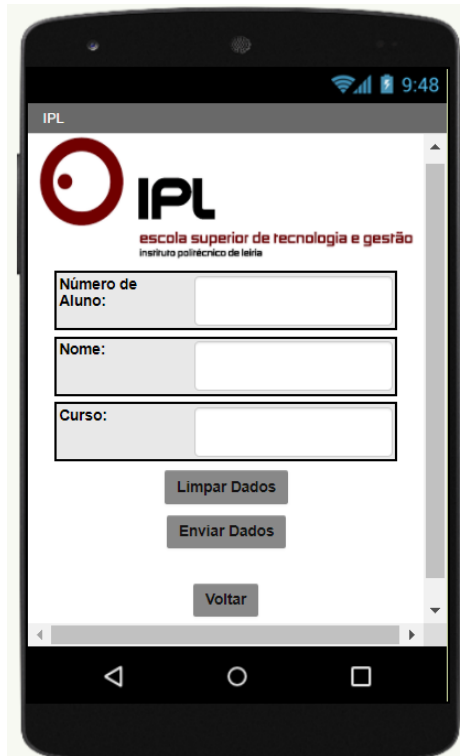 9:48
IPL
IPL
escola superior de tecnologia e gestão
instituto politécnico de leiria
Número de
Aluno:
Nome:
Curso:
Limpar Dados
Enviar Dados
Voltar